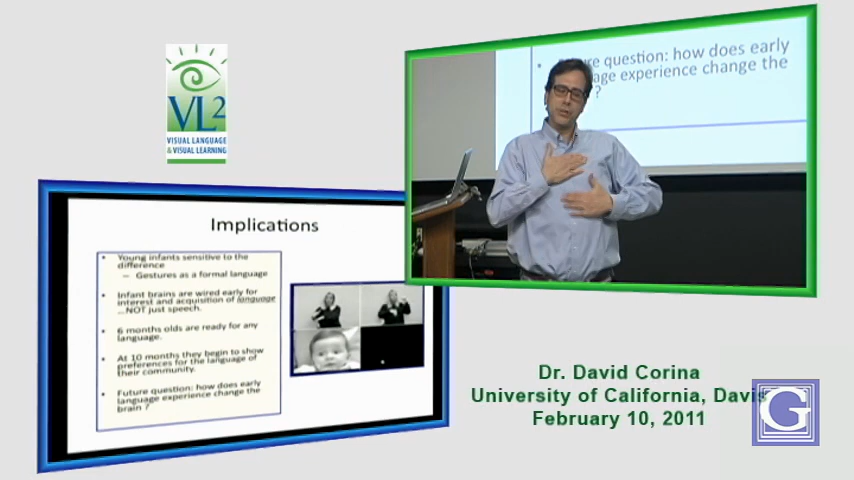 VL2
VISUAL LANGUAGE
& VISUAL LEARNING
Future question: how does early
language experience change the
?
Implications
• Young infants sensitive to the
difference
– Gestures as a formal language
• Infant brains are wired early for
interest and acquisition of language
...NOT just speech.
• 6 months olds are ready for any
language.
• At 10 months they begin to show
preferences for the language of
their community.
• Future question: how does early
language experience change the
brain ?
Dr. David Corina
University of California, Davis
February 10, 2011
G